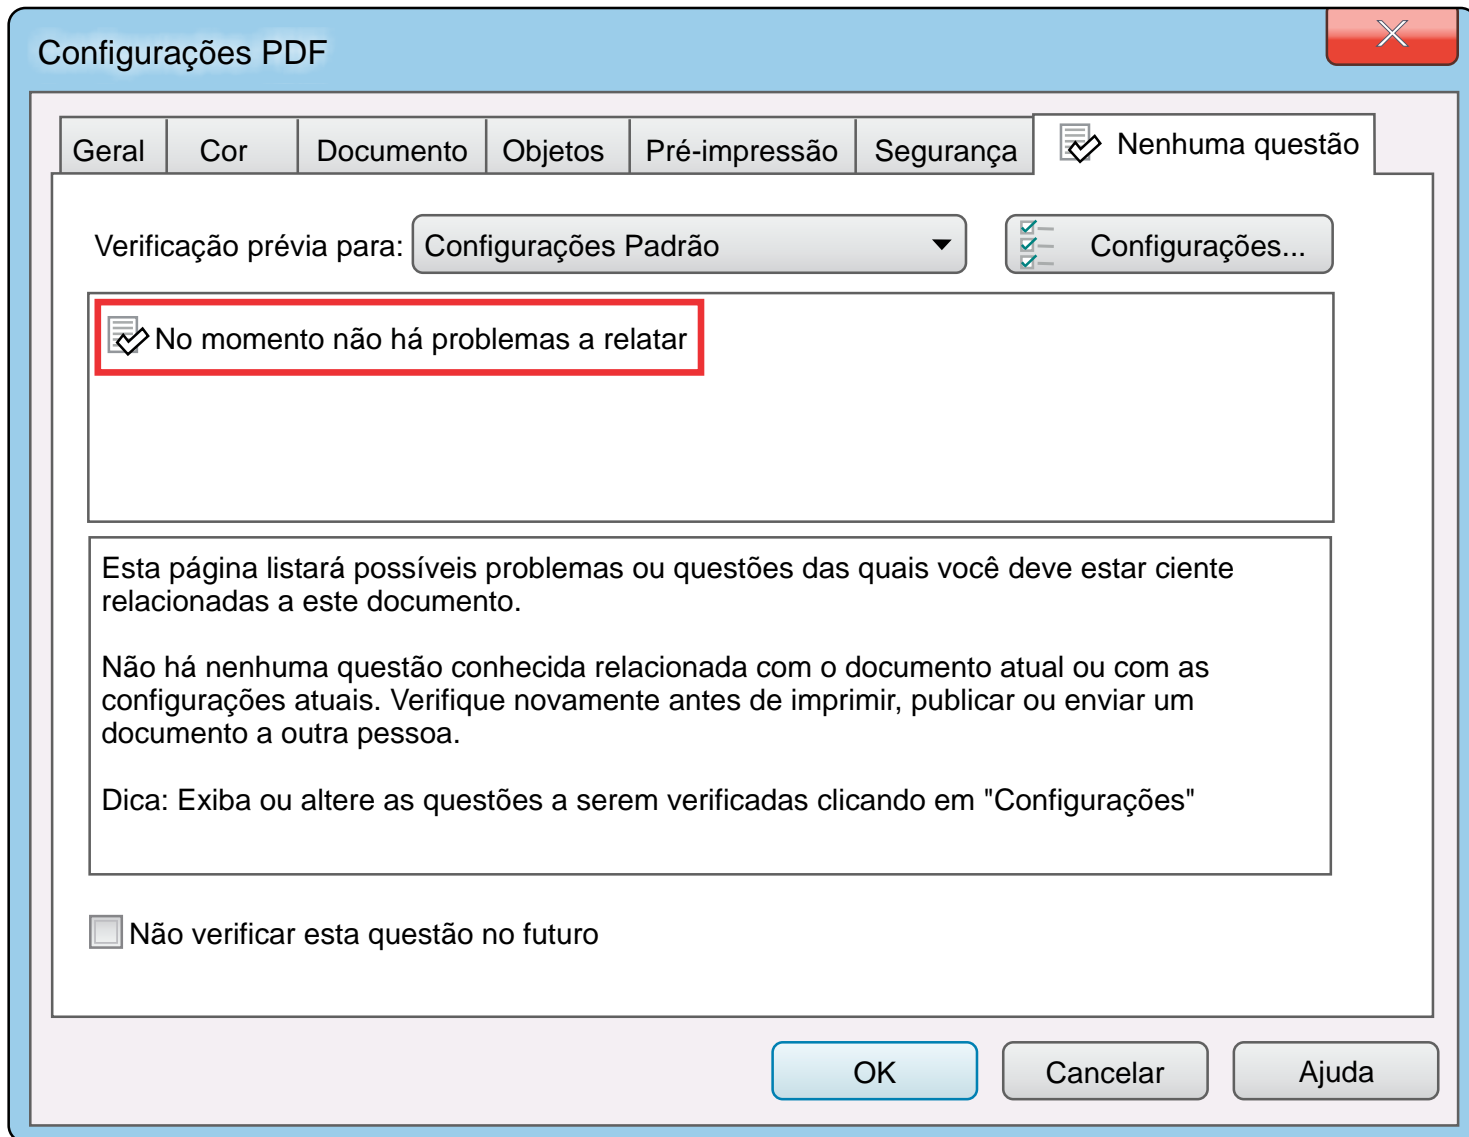 Configurações PDF
Geral Cor Documento Objetos Pré-impressão Segurança Nenhuma questão
Verificação prévia para: Configurações Padrão Configurações...
No momento não há problemas a relatar
Esta página listará possíveis problemas ou questões das quais você deve estar ciente
relacionadas a este documento.
Não há nenhuma questão conhecida relacionada com o documento atual ou com as
configurações atuais. Verifique novamente antes de imprimir, publicar ou enviar um
documento a outra pessoa.
Dica: Exiba ou altere as questões a serem verificadas clicando em "Configurações"
Não verificar esta questão no futuro
OK Cancelar Ajuda